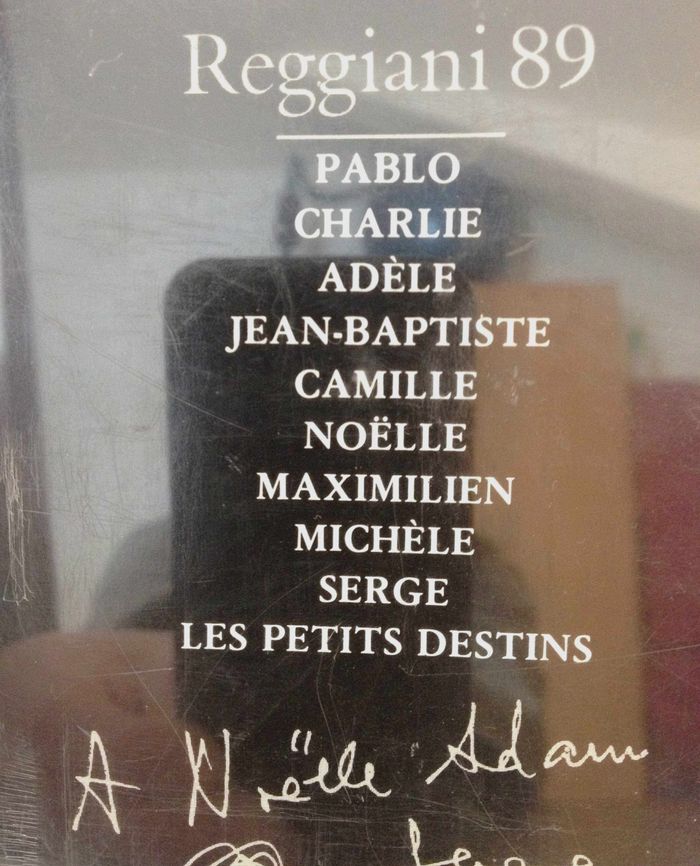 Reggiani 89
PABLO
CHARLIE
ADÈLE
JEAN-BAPTISTE
CAMILLE
NOËLLE
MAXIMILIEN
MICHÈLE
SERGE
LES PETITS DESTINS
A Noëlle Adam